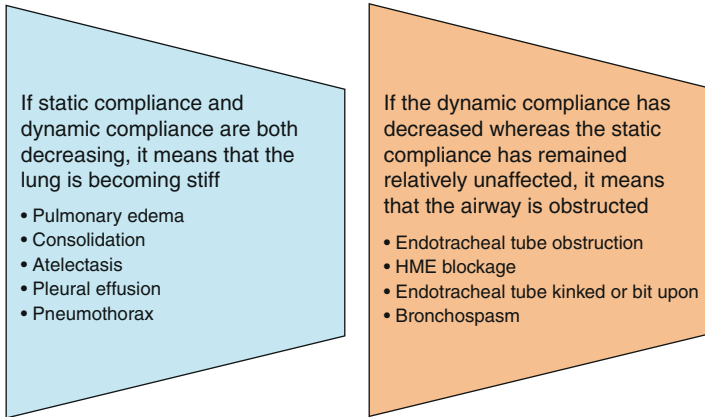 If static compliance and
dynamic compliance are both
decreasing, it means that the
lung is becoming stiff
• Pulmonary edema
• Consolidation
• Atelectasis
• Pleural effusion
• Pneumothorax
If the dynamic compliance has
decreased whereas the static
compliance has remained
relatively unaffected, it means
that the airway is obstructed
• Endotracheal tube obstruction
• HME blockage
• Endotracheal tube kinked or bit upon
• Bronchospasm